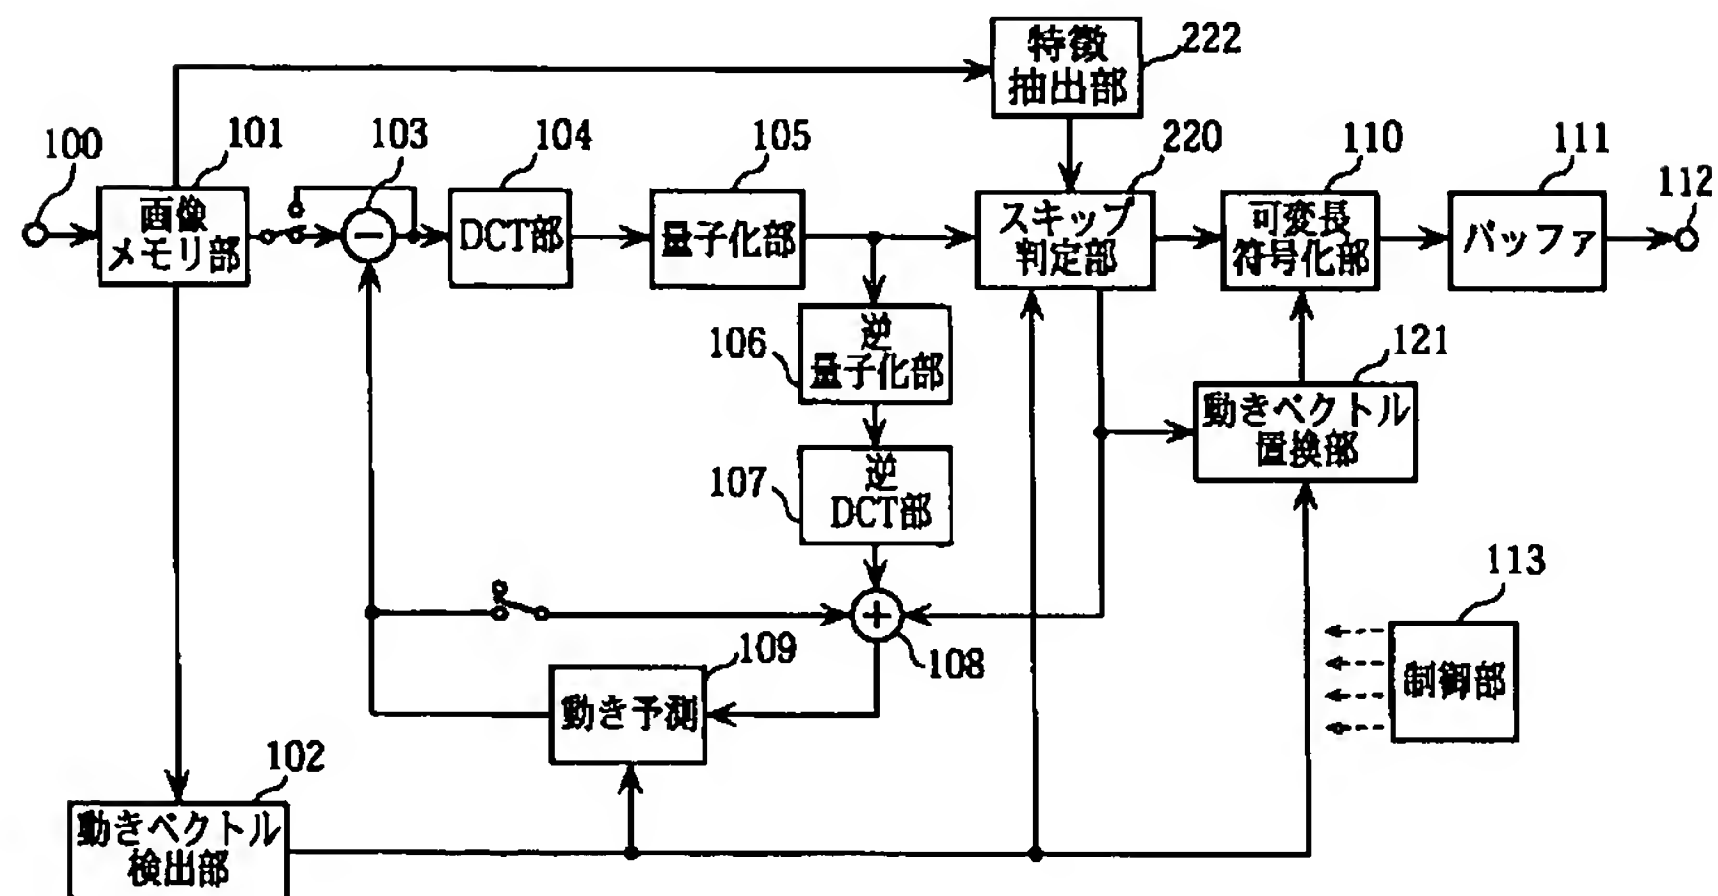 特徴
抽出部
222
100
101
103
104
105
220
110
111
112
画像
メモリ部
−
DCT部
量子化部
スキップ
判定部
可変長
符号化部
バッファ
106
逆
量子化部
121
動きベクトル
置換部
107
逆
DCT部
+
108
113
制御部
109
動き予測
102
動きベクトル
検出部